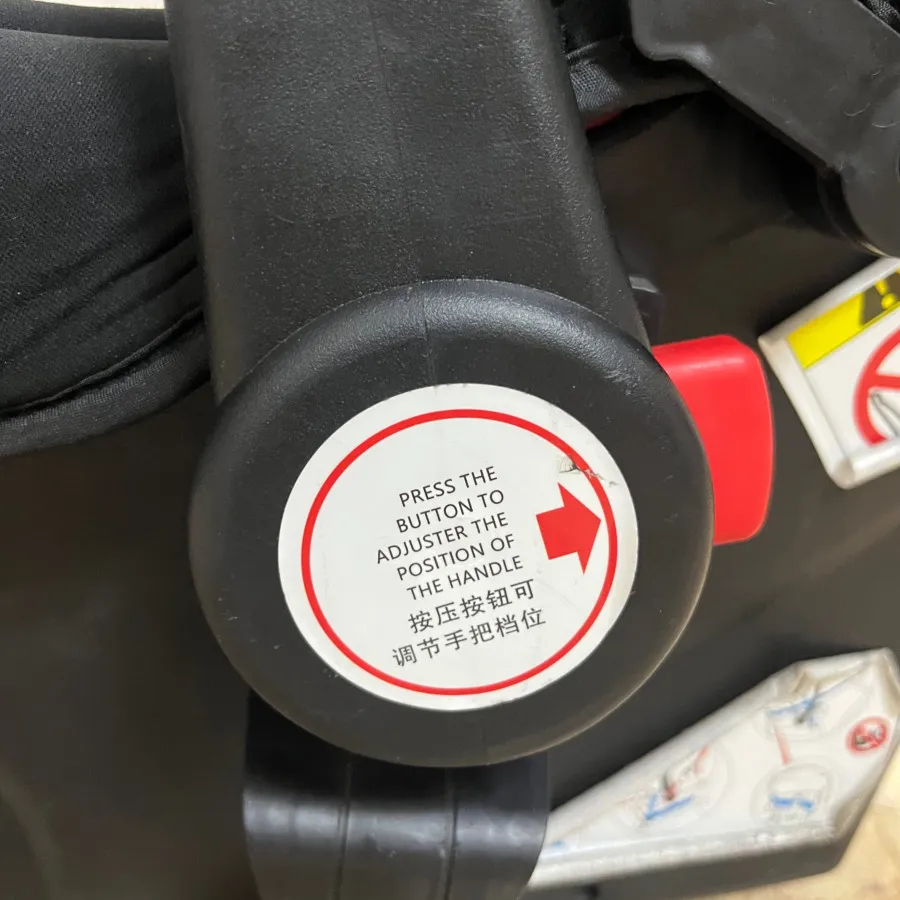 PRESS THE
BUTTON TO
ADJUSTER THE
POSITION OF
THE HANDLE
按压按钮可
调节手把档位